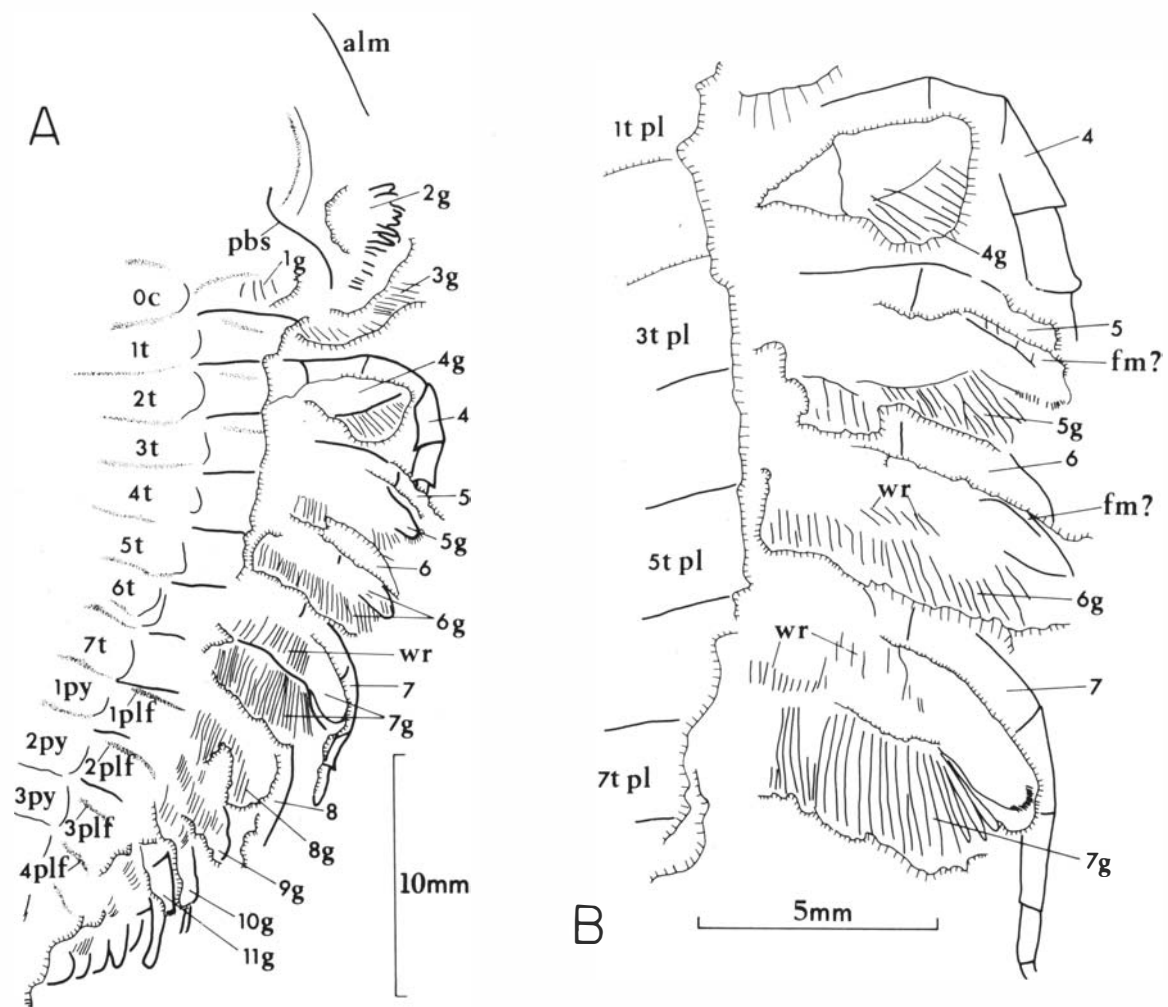 A
alm
2g
pbs
1g
3g
0c
1t
4g
2t
4
3t
4t
5
5g
5t
6
6t
6g
7t
wr
7
1py
1plf
7g
2py
2plf
3py
3plf
8
8g
4plf
9g
10g
11g
10mm
B
1t pl
4
4g
3t pl
5
fm?
5g
6
wr
fm?
5t pl
6g
wr
7
7t pl
7g
5mm